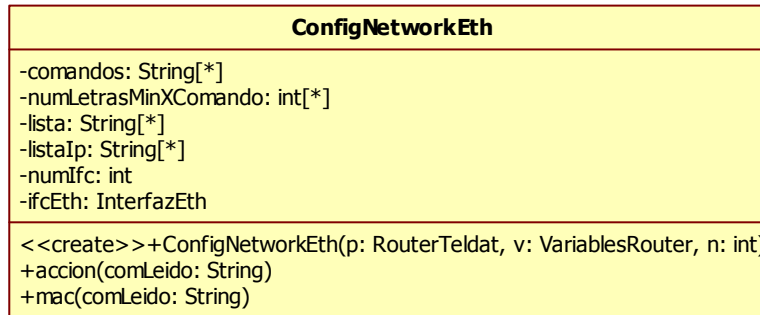 ConfigNetworkEth
-comandos: String[*]
-numLetrasMinXComando: int[*]
-lista: String[*]
-listaIp: String[*]
-numIfc: int
-ifcEth: InterfazEth
<<create>>+ConfigNetworkEth(p: RouterTeldat, v: VariablesRouter, n: int)
+accion(comLeido: String)
+mac(comLeido: String)